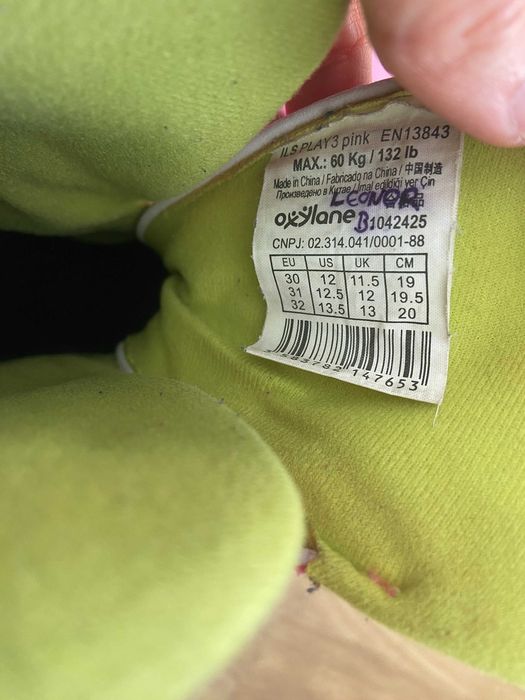 ILS PLAY3 pink EN13843
MAX.: 60 Kg / 132 lb
Made in China / Fabricado na China / 中国制造
Произведено в Китае / İmal edildiği yer Çin
LEONOR
oxylane B1042425
CNPJ: 02.314.041/0001-88
EU US UK CM
30 12 11.5 19
31 12.5 12 19.5
32 13.5 13 20
3 583782 147653